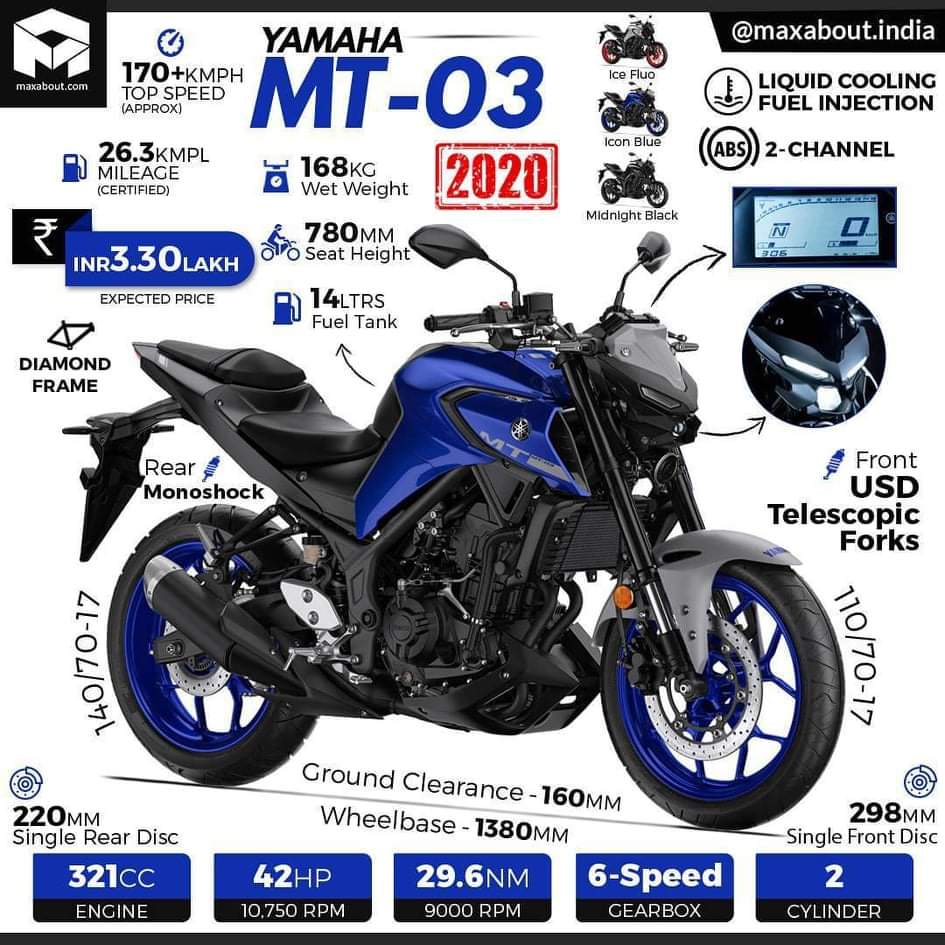 maxabout.com
170+KMPH
TOP SPEED
(APPROX)
YAMAHA
MT-03
2020
Ice Fluo
Icon Blue
Midnight Black
@maxabout.india
LIQUID COOLING
FUEL INJECTION
ABS
2-CHANNEL
26.3KMPL
MILEAGE
(CERTIFIED)
168KG
Wet Weight
₹
INR3.30LAKH
EXPECTED PRICE
780MM
Seat Height
14LTRS
Fuel Tank
N
0
306
DIAMOND
FRAME
Rear
Monoshock
MT
Front
USD
Telescopic
Forks
YAMAHA
140/70-17
110/70-17
Ground Clearance - 160MM
Wheelbase - 1380MM
220MM
Single Rear Disc
298MM
Single Front Disc
321CC
ENGINE
42HP
10,750 RPM
29.6NM
9000 RPM
6-Speed
GEARBOX
2
CYLINDER